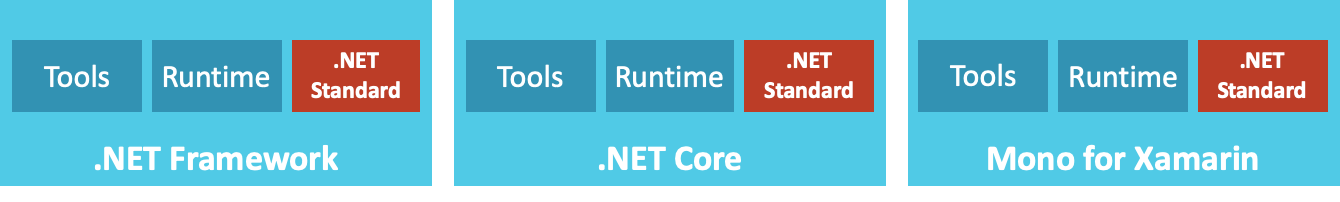 Tools
Runtime
.NET
Standard
.NET Framework
Tools
Runtime
.NET
Standard
.NET Core
Tools
Runtime
.NET
Standard
Mono for Xamarin